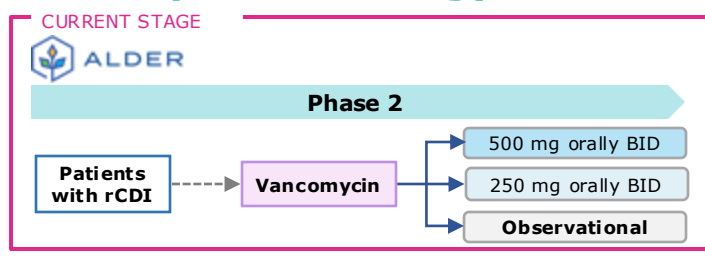 CURRENT STAGE
ALDER
Phase 2
Patients
with rCDI
Vancomycin
500 mg orally BID
250 mg orally BID
Observational